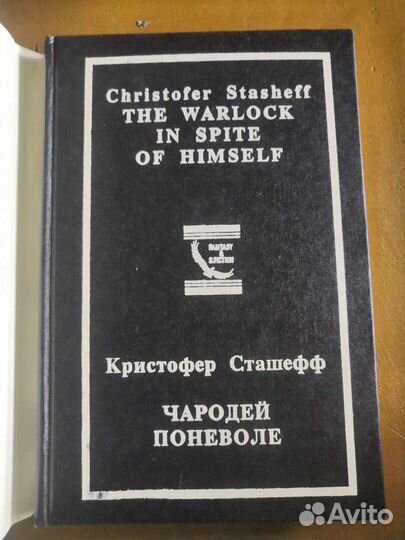 Christofer Stasheff
THE WARLOCK
IN SPITE
OF HIMSELF
FANTASY
&
S.FICTION
Кристофер Сташефф
ЧАРОДЕЙ
ПОНЕВОЛЕ
Avito